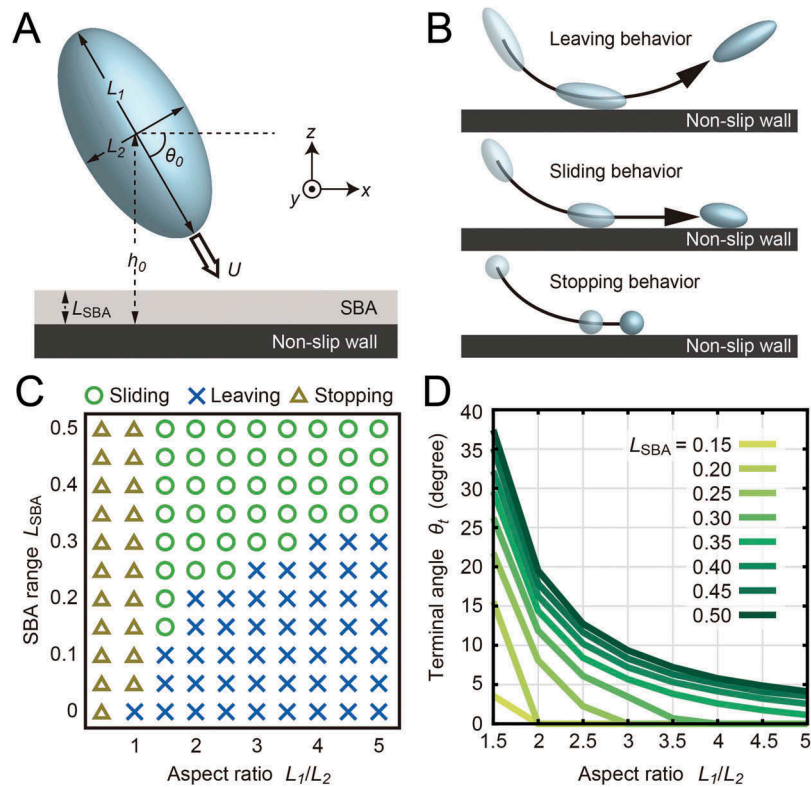 A
L1
L2
θ0
z
y
x
h0
U
LSBA
SBA
Non-slip wall
B
Leaving behavior
Non-slip wall
Sliding behavior
Non-slip wall
Stopping behavior
Non-slip wall
C
Sliding Leaving Stopping
SBA range LSBA
0.5
0.4
0.3
0.2
0.1
0
1 2 3 4 5
Aspect ratio L1/L2
D
Terminal angle θt (degree)
40
35
30
25
20
15
10
5
0
LSBA = 0.15
0.20
0.25
0.30
0.35
0.40
0.45
0.50
1.5 2 2.5 3 3.5 4 4.5 5
Aspect ratio L1/L2